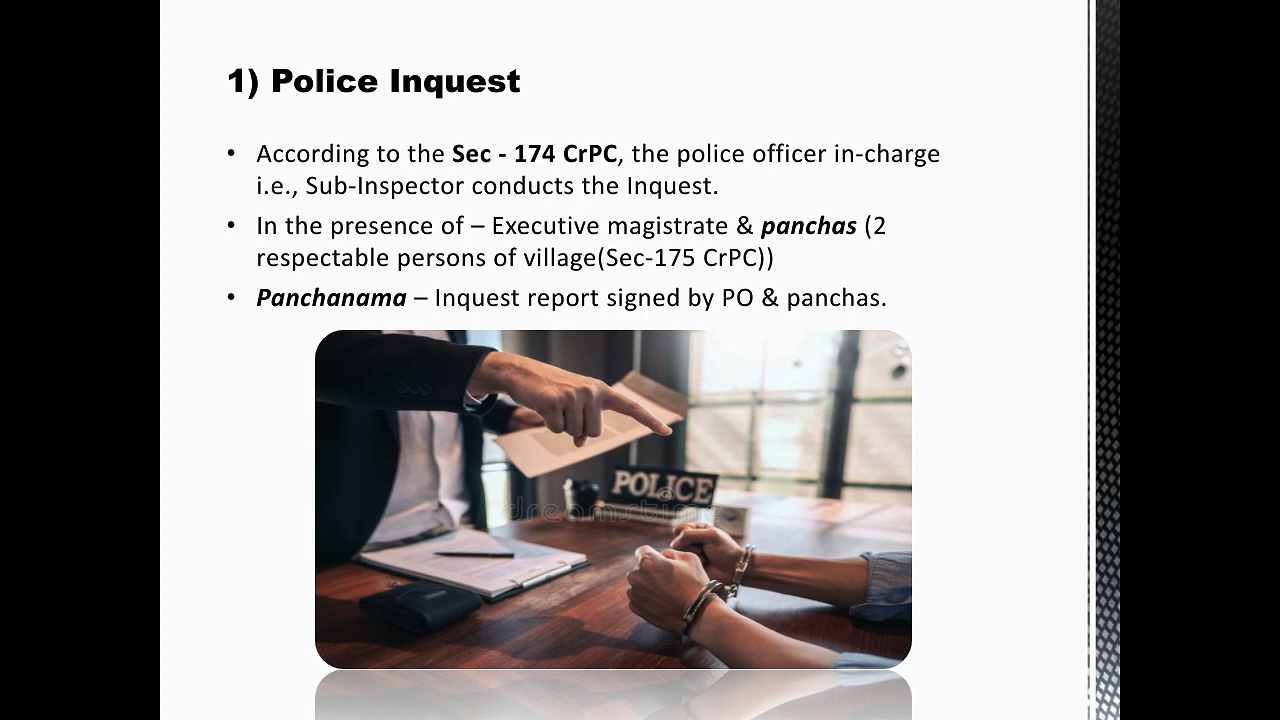 1) Police Inquest
• According to the Sec - 174 CrPC, the police officer in-charge
i.e., Sub-Inspector conducts the Inquest.
• In the presence of – Executive magistrate & panchas (2
respectable persons of village(Sec-175 CrPC))
• Panchanama – Inquest report signed by PO & panchas.
POLICE
dreamstime